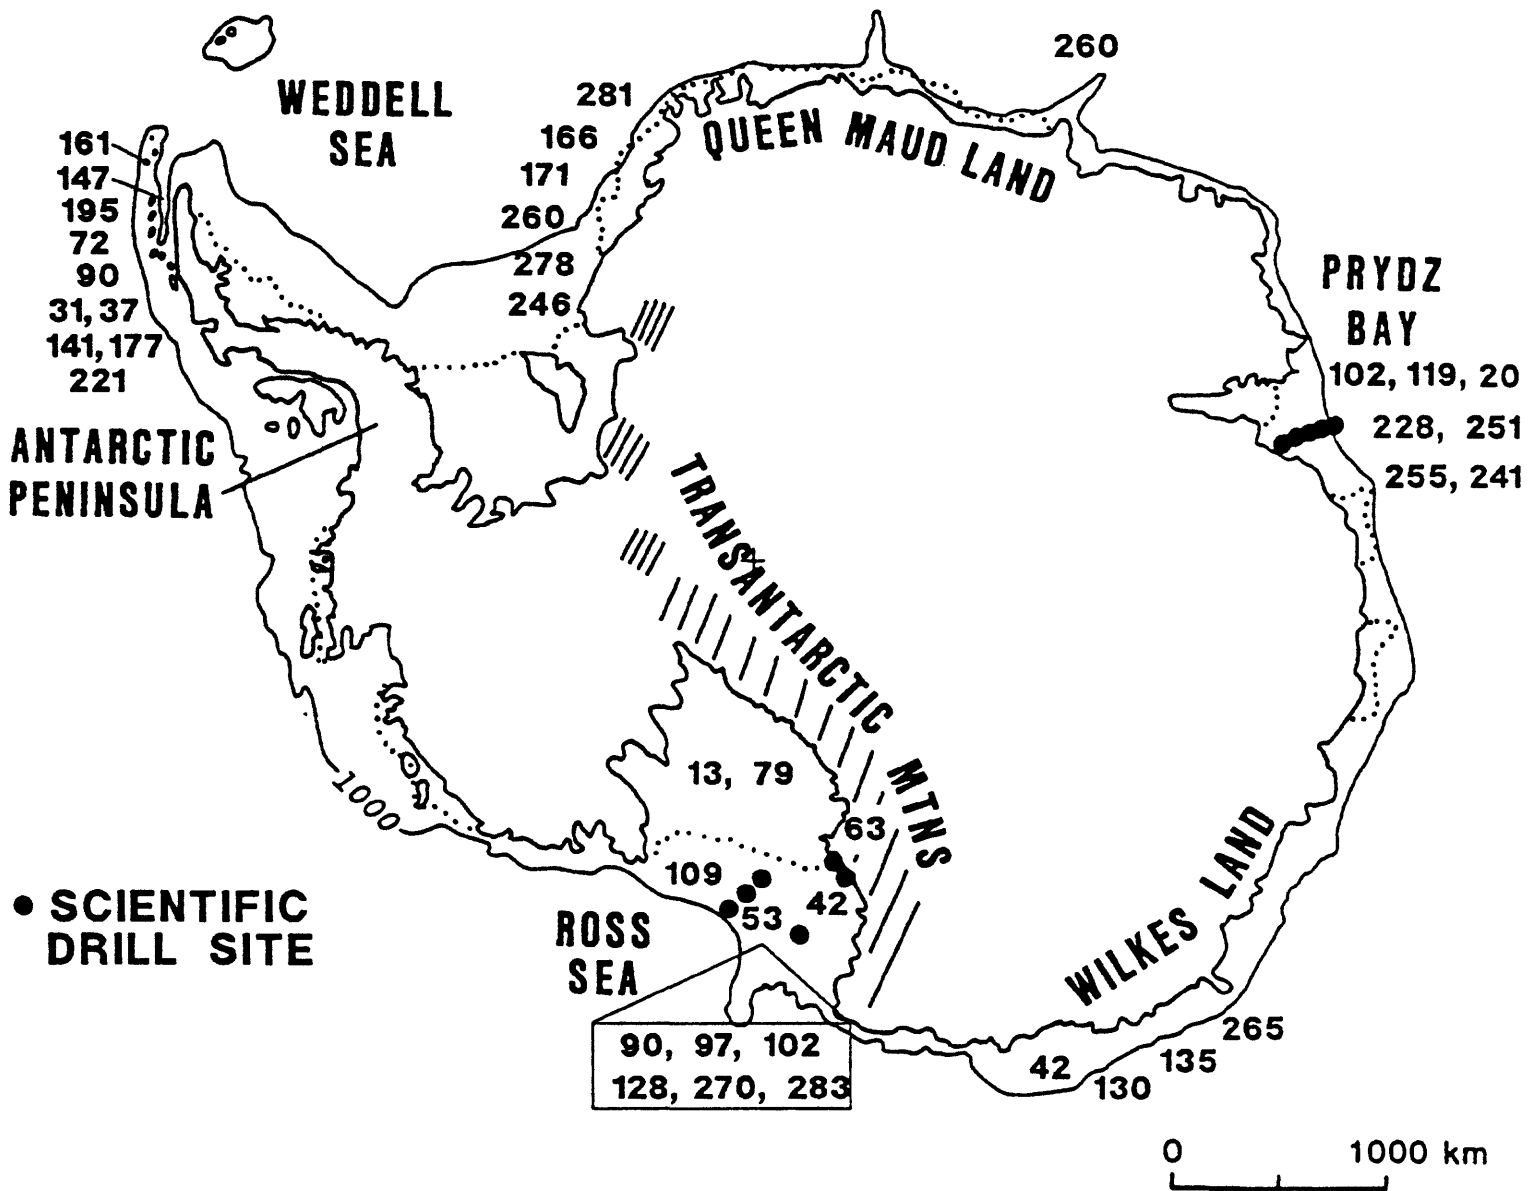 260
WEDDELL
SEA
281
166
171
260
278
246
QUEEN MAUD LAND
161
147
195
72
90
31, 37
141, 177
221
ANTARCTIC
PENINSULA
PRYDZ
BAY
102, 119, 20
228, 251
255, 241
TRANSANTARCTIC MTNS
13, 79
63
1000
109
42
53
ROSS
SEA
90, 97, 102
128, 270, 283
WILKES LAND
265
135
42
130
SCIENTIFIC
DRILL SITE
0 1000 km